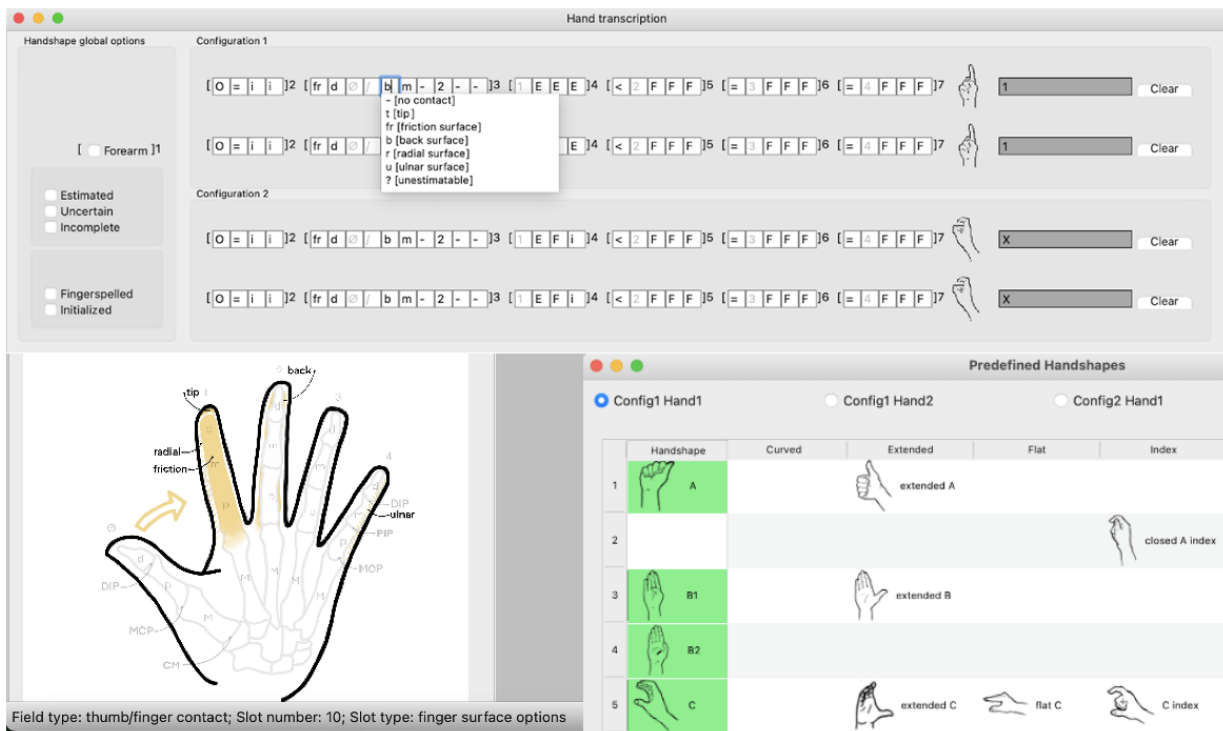 Hand transcription
Handshape global options
Configuration 1
[O = i i ]2 [fr d ∅ / b m - 2 - - ]3 [1 E E E ]4 [< 2 F F F ]5 [= 3 F F F ]6 [= 4 F F F ]7 1 Clear
- [no contact]
t [tip]
fr [friction surface]
b [back surface]
r [radial surface]
u [ulnar surface]
? [unestimatable]
[O = i i ]2 [fr d ∅ / E ]4 [< 2 F F F ]5 [= 3 F F F ]6 [= 4 F F F ]7 1 Clear
[ Forearm ]1
Estimated
Uncertain
Incomplete
Fingerspelled
Initialized
Configuration 2
[O = i i ]2 [fr d ∅ / b m - 2 - - ]3 [1 E F i ]4 [< 2 F F F ]5 [= 3 F F F ]6 [= 4 F F F ]7 X Clear
[O = i i ]2 [fr d ∅ / b m - 2 - - ]3 [1 E F i ]4 [< 2 F F F ]5 [= 3 F F F ]6 [= 4 F F F ]7 X Clear
back
tip
radial
friction
ulnar
DIP
PIP
MCP
DIP
MCP
CM
0
1
2
3
4
d
d
d
d
d
m
m
m
m
p
p
p
p
p
M
M
M
M
M
Field type: thumb/finger contact; Slot number: 10; Slot type: finger surface options
Predefined Handshapes
Config1 Hand1 Config1 Hand2 Config2 Hand1
Handshape Curved Extended Flat Index
1 A extended A
2 closed A index
3 B1 extended B
4 B2
5 C extended C flat C C index